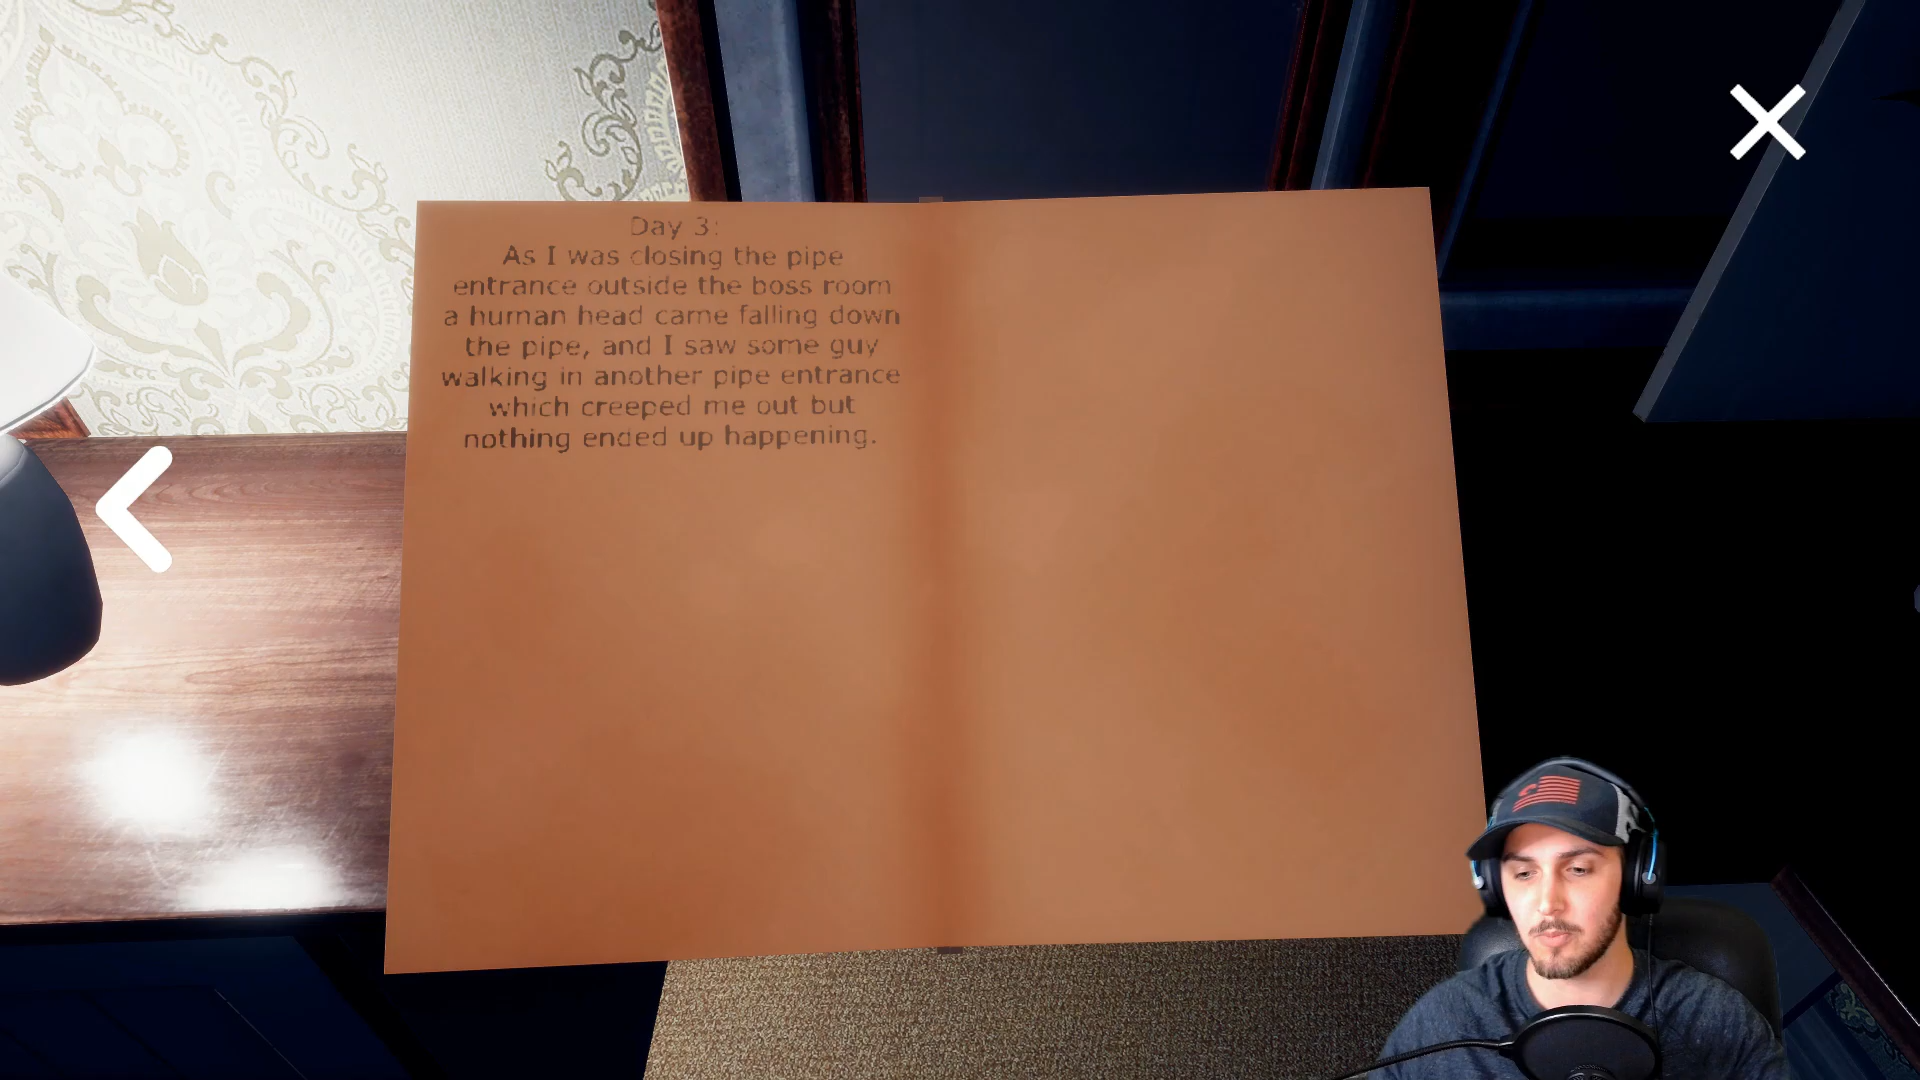 Day 3:
As I was closing the pipe
entrance outside the boss room
a human head came falling down
the pipe, and I saw some guy
walking in another pipe entrance
which creeped me out but
nothing ended up happening.